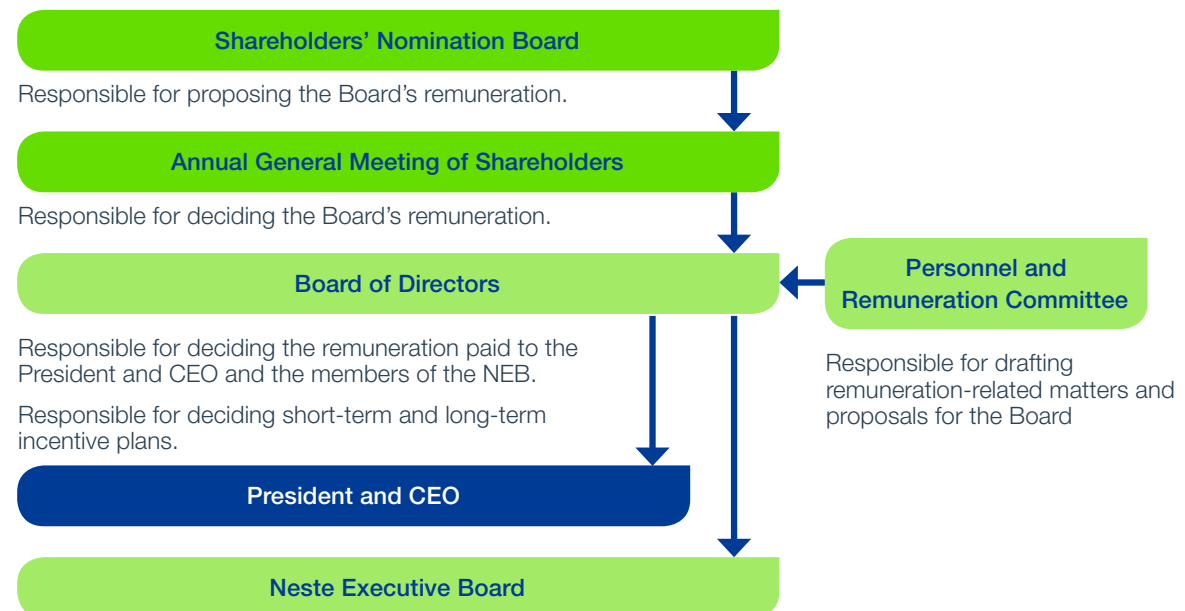 Shareholders’ Nomination Board
Responsible for proposing the Board’s remuneration.
Annual General Meeting of Shareholders
Responsible for deciding the Board’s remuneration.
Board of Directors
Personnel and
Remuneration Committee
Responsible for deciding the remuneration paid to the
President and CEO and the members of the NEB.
Responsible for deciding short-term and long-term
incentive plans.
Responsible for drafting
remuneration-related matters and
proposals for the Board
President and CEO
Neste Executive Board